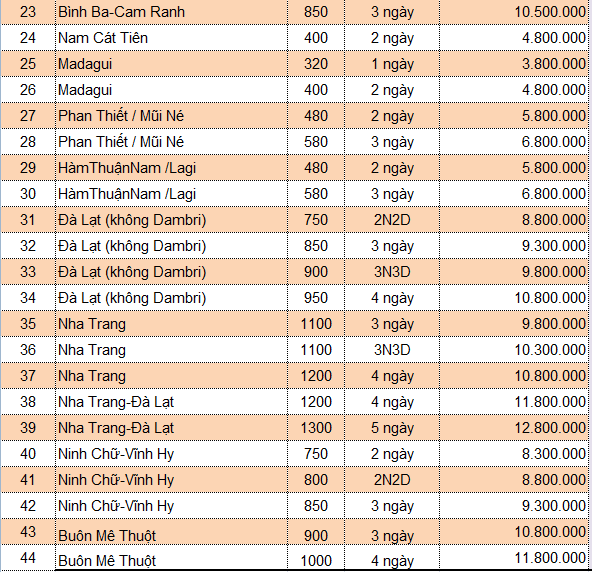 23 Bình Ba-Cam Ranh 850 3 ngày 10.500.000
24 Nam Cát Tiên 400 2 ngày 4.800.000
25 Madagui 320 1 ngày 3.800.000
26 Madagui 400 2 ngày 4.800.000
27 Phan Thiết / Mũi Né 480 2 ngày 5.800.000
28 Phan Thiết / Mũi Né 580 3 ngày 6.800.000
29 HàmThuậnNam /Lagi 480 2 ngày 5.800.000
30 HàmThuậnNam /Lagi 580 3 ngày 6.800.000
31 Đà Lạt (không Dambri) 750 2N2D 8.800.000
32 Đà Lạt (không Dambri) 850 3 ngày 9.300.000
33 Đà Lạt (không Dambri) 900 3N3D 9.800.000
34 Đà Lạt (không Dambri) 950 4 ngày 10.800.000
35 Nha Trang 1100 3 ngày 9.800.000
36 Nha Trang 1100 3N3D 10.300.000
37 Nha Trang 1200 4 ngày 10.800.000
38 Nha Trang-Đà Lạt 1200 4 ngày 11.800.000
39 Nha Trang-Đà Lạt 1300 5 ngày 12.800.000
40 Ninh Chữ-Vĩnh Hy 750 2 ngày 8.300.000
41 Ninh Chữ-Vĩnh Hy 800 2N2D 8.800.000
42 Ninh Chữ-Vĩnh Hy 850 3 ngày 9.300.000
43 Buôn Mê Thuột 900 3 ngày 10.800.000
44 Buôn Mê Thuột 1000 4 ngày 11.800.000